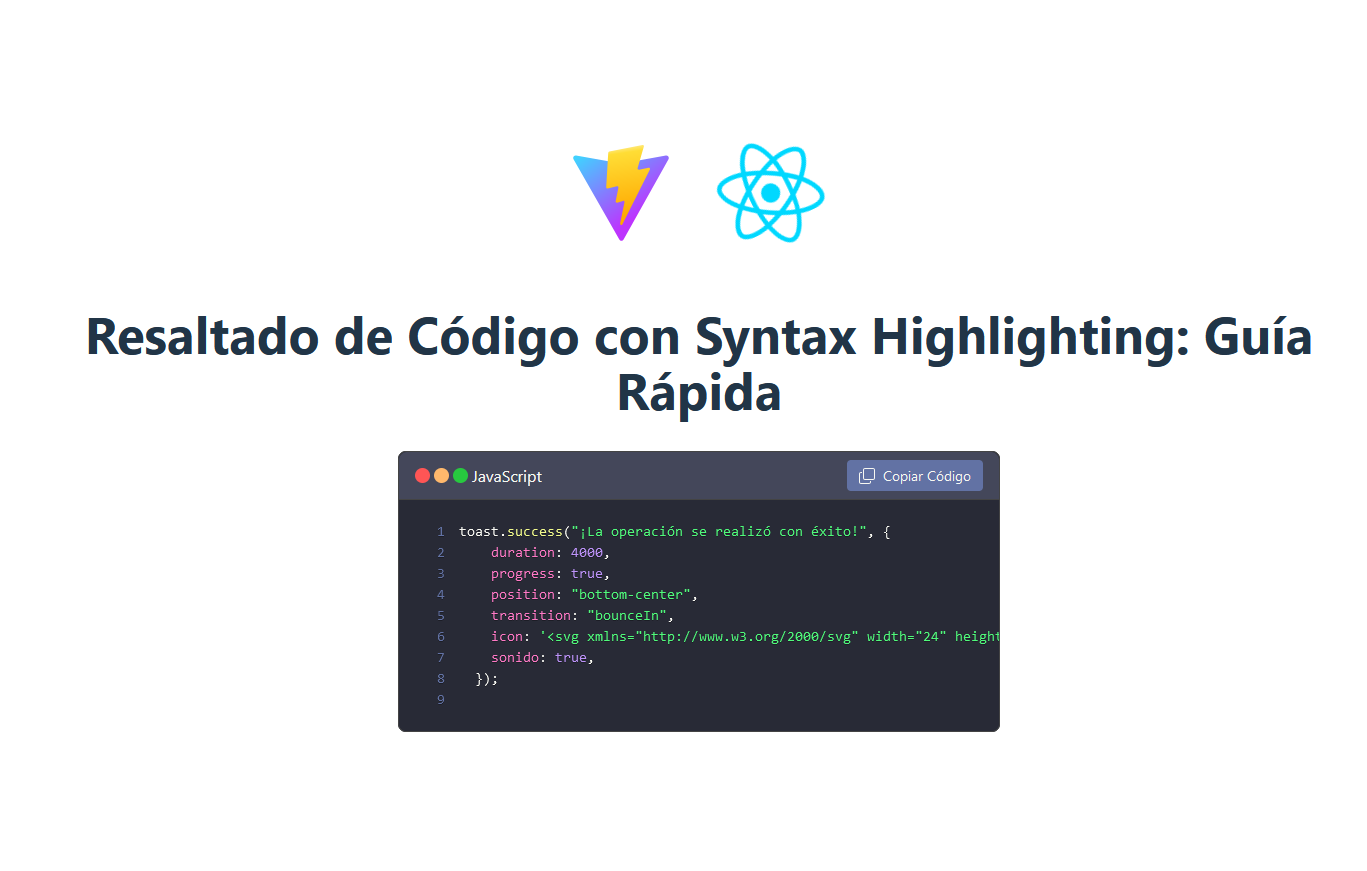 Resaltado de Código con Syntax Highlighting: Guía
Rápida
JavaScript
Copiar Código
1 toast.success("¡La operación se realizó con éxito!", {
2 duration: 4000,
3 progress: true,
4 position: "bottom-center",
5 transition: "bounceIn",
6 icon: '<svg xmlns="http://www.w3.org/2000/svg" width="24" height
7 sonido: true,
8 });
9